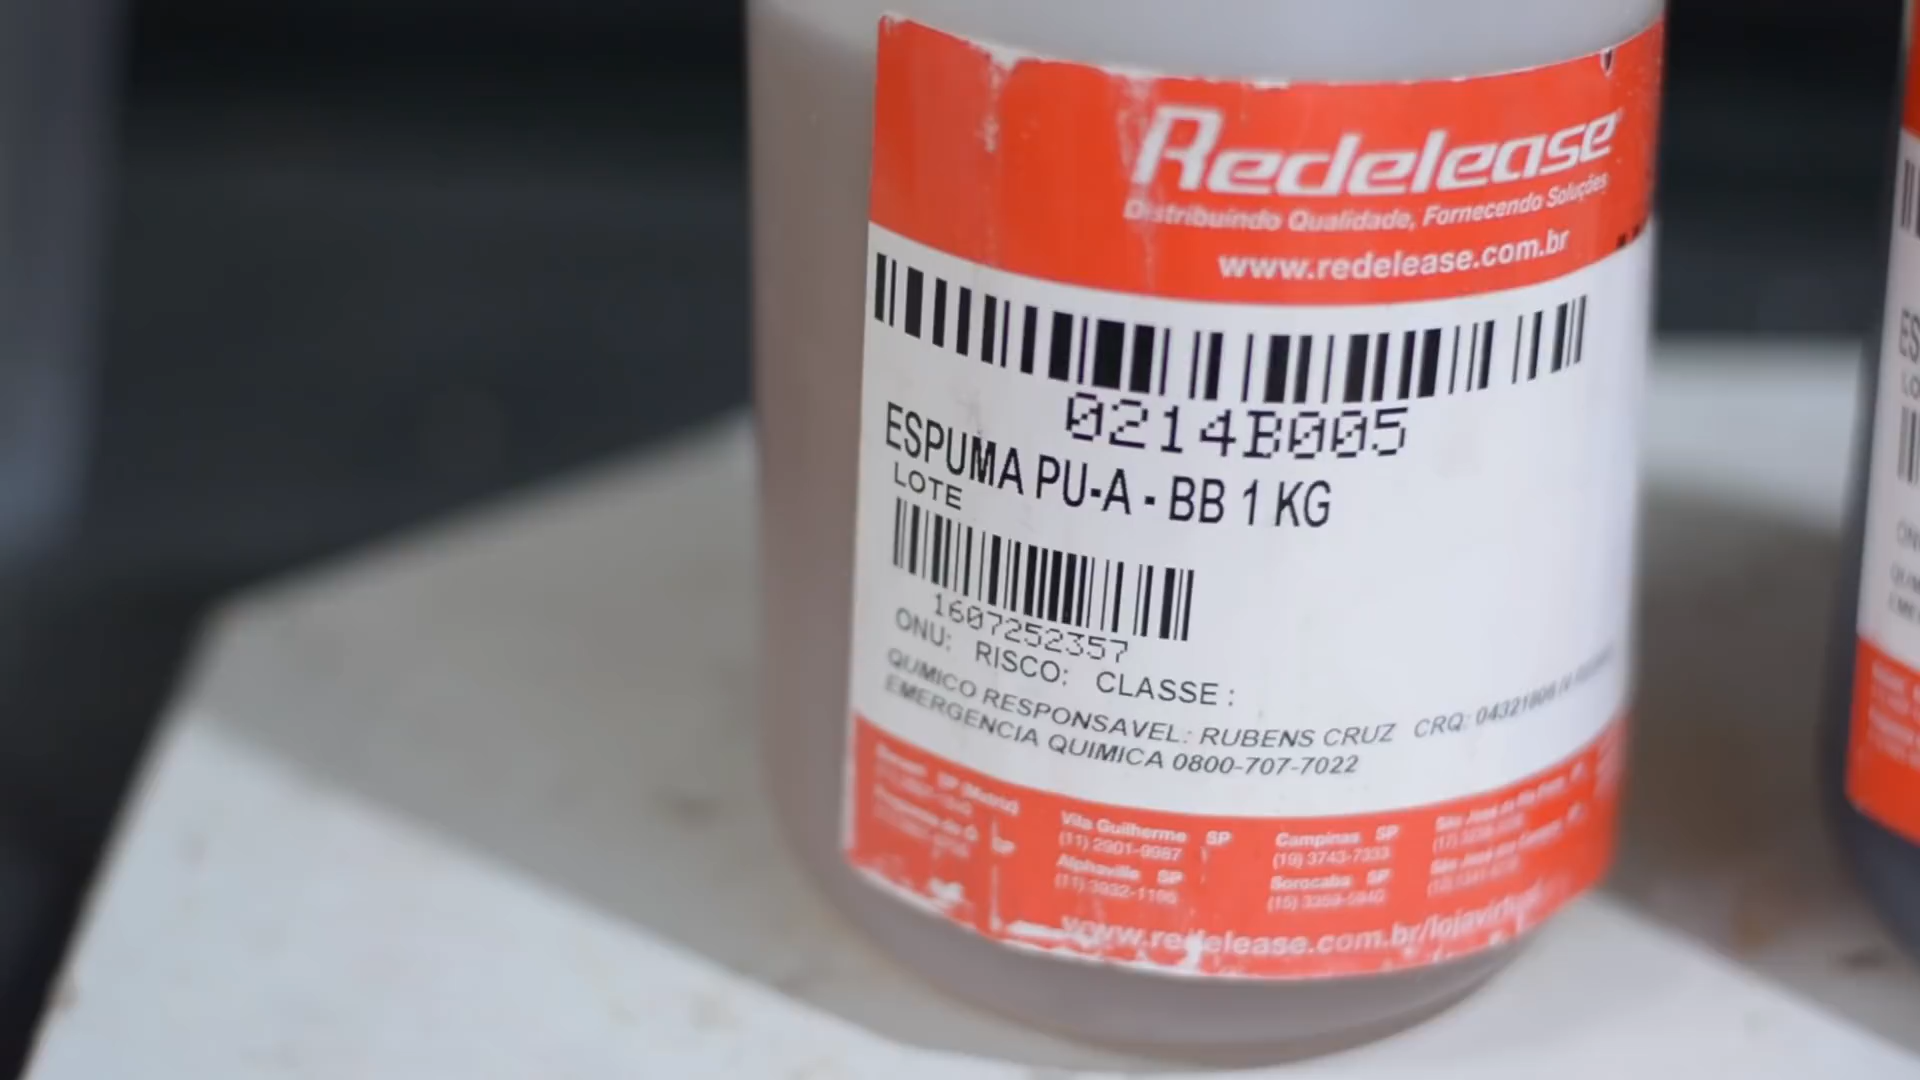 Redelease
Distribuindo Qualidade, Fornecendo Soluções
www.redelease.com.br
0214B005
ESPUMA PU-A - BB 1 KG
LOTE
1607252357
ONU: RISCO: CLASSE :
QUIMICO RESPONSAVEL: RUBENS CRUZ CRQ:
EMERGENCIA QUIMICA 0800-707-7022
Vila Guilherme SP Campinas SP
(11) 2901-9987 (19) 3743-7333
Alphaville SP Sorocaba SP
www.redelease.com.br/lojavirtual
ES
LO